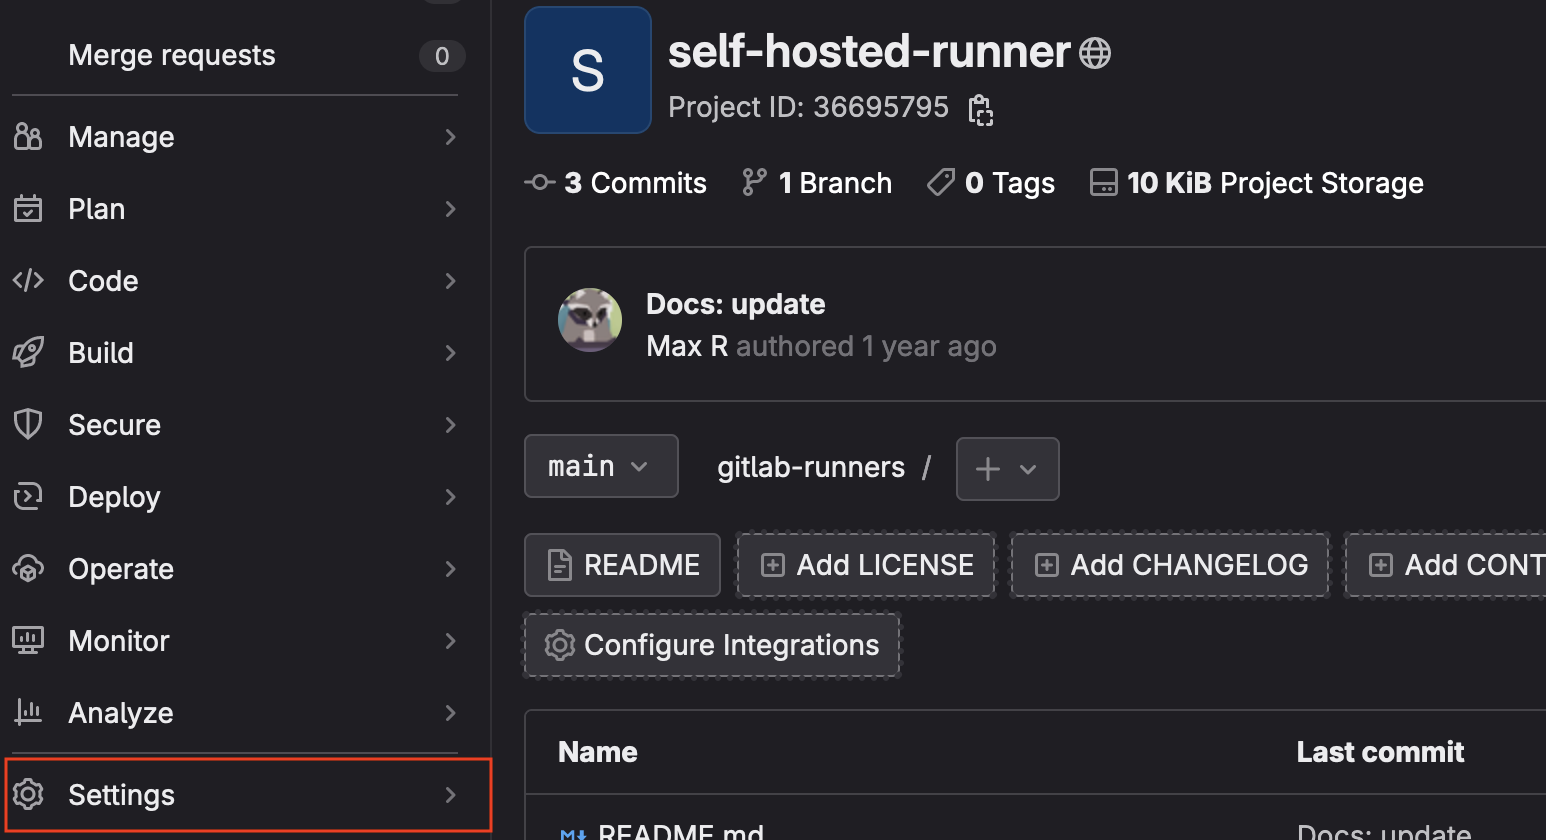 Merge requests 0
Manage
Plan
Code
Build
Secure
Deploy
Operate
Monitor
Analyze
Settings
S
self-hosted-runner
Project ID: 36695795
3 Commits 1 Branch 0 Tags 10 KiB Project Storage
Docs: update
Max R authored 1 year ago
main gitlab-runners /
README Add LICENSE Add CHANGELOG Add CONT
Configure Integrations
Name Last commit
README.md Docs: update